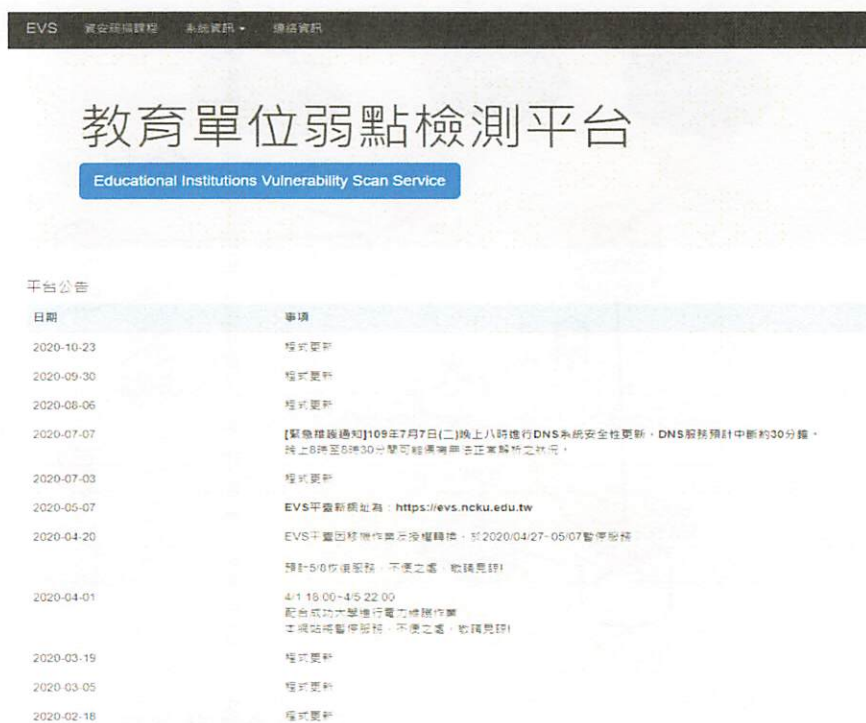 EVS 資安弱掃課程 系統資訊 連絡資訊
教育單位弱點檢測平台
Educational Institutions Vulnerability Scan Service
平台公告
日期 事項
2020-10-23 程式更新
2020-09-30 程式更新
2020-08-06 程式更新
2020-07-07 [緊急維護通知]109年7月7日(二)晚上八時進行DNS系統安全性更新，DNS服務預計中斷約30分鐘。
晚上8時至8時30分間可能遇有無法正常解析之狀況。
2020-07-03 程式更新
2020-05-07 EVS平臺新網址為：https://evs.ncku.edu.tw
2020-04-20 EVS平臺因移機作業及授權轉換，於2020/04/27~05/07暫停服務
預計5/8恢復服務，不便之處，敬請見諒!
2020-04-01 4/1 18:00~4/5 22:00
配合成功大學進行電力維護作業
本網站將暫停服務，不便之處，敬請見諒!
2020-03-19 程式更新
2020-03-05 程式更新
2020-02-18 程式更新